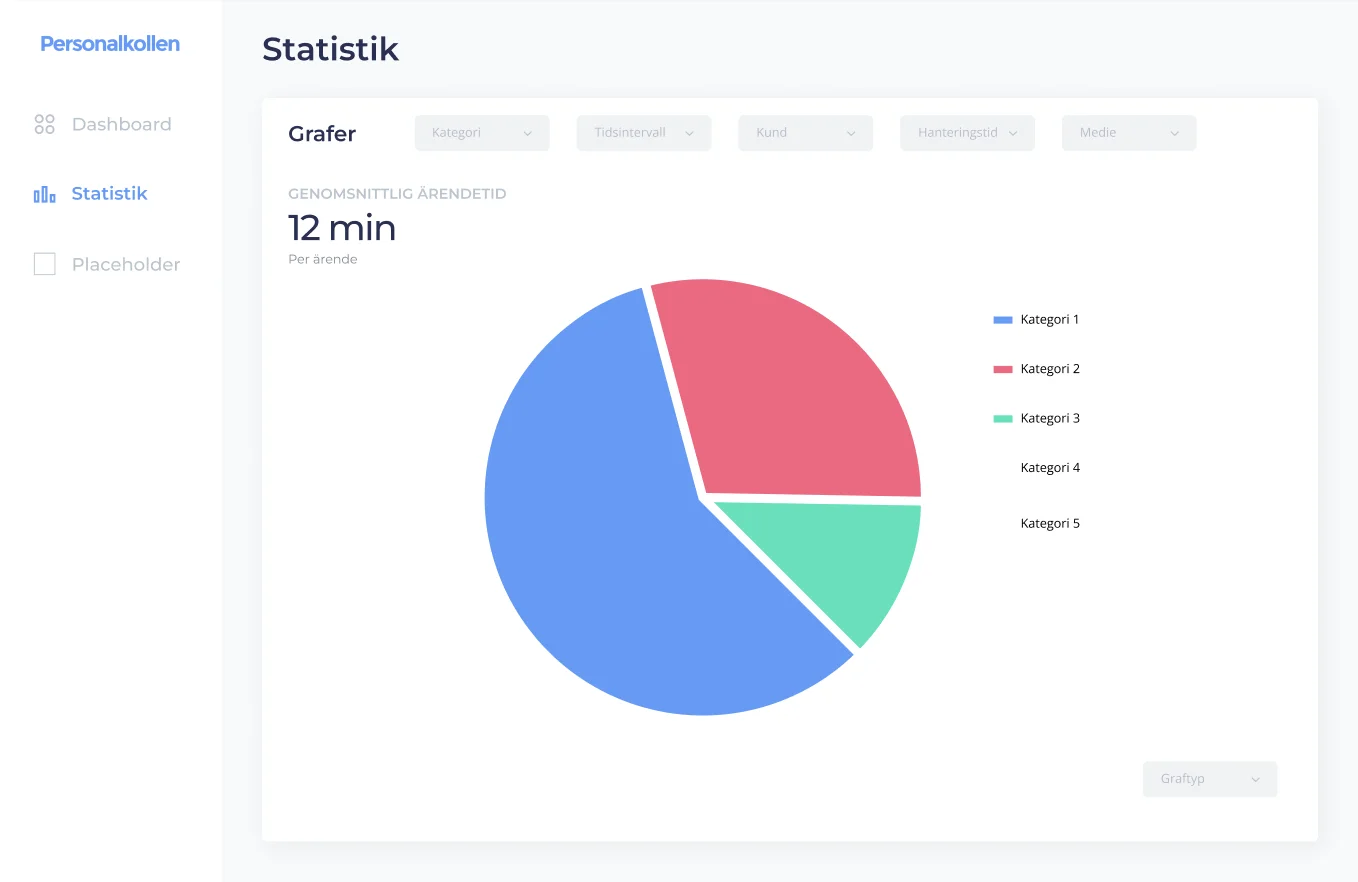 Personalkollen
Dashboard
Statistik
Placeholder
Statistik
Grafer
Kategori
Tidsintervall
Kund
Hanteringstid
Medie
GENOMSNITTLIG ÄRENDETID
12 min
Per ärende
Kategori 1
Kategori 2
Kategori 3
Kategori 4
Kategori 5
Graftyp